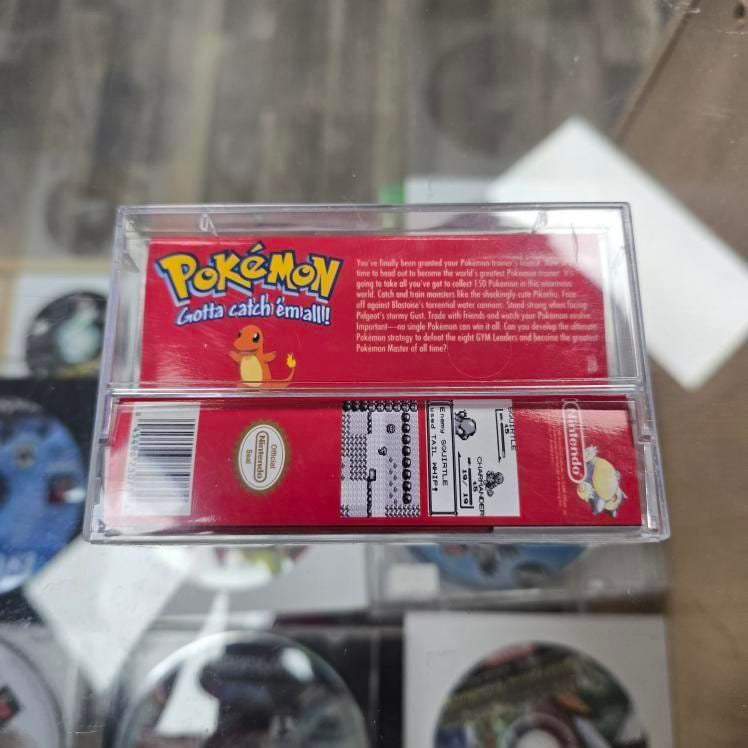 POKéMON
Gotta catch 'em all!
You've finally been granted your Pokémon trainer's
time to head out to become the world's greatest Pokémon trainer. It's
going to take all you've got to collect 150 Pokémon in this enormous
world. Catch and train monsters like the shockingly cute Pikachu. Face
off against Blastoise's torrential water cannons. Stand strong when facing
Pidgeot's stormy Gust. Trade with friends and watch your Pokémon evolve.
Important—no single Pokémon can win it all. Can you develop the ultimate
Pokémon strategy to defeat the eight GYM Leaders and become the greatest
Pokémon Master of all time?
Official
Nintendo
Seal
Enemy SQUIRTLE
used TAIL WHIP!
SQUIRTLE
CHARMANDER
19/ 19
Nintendo